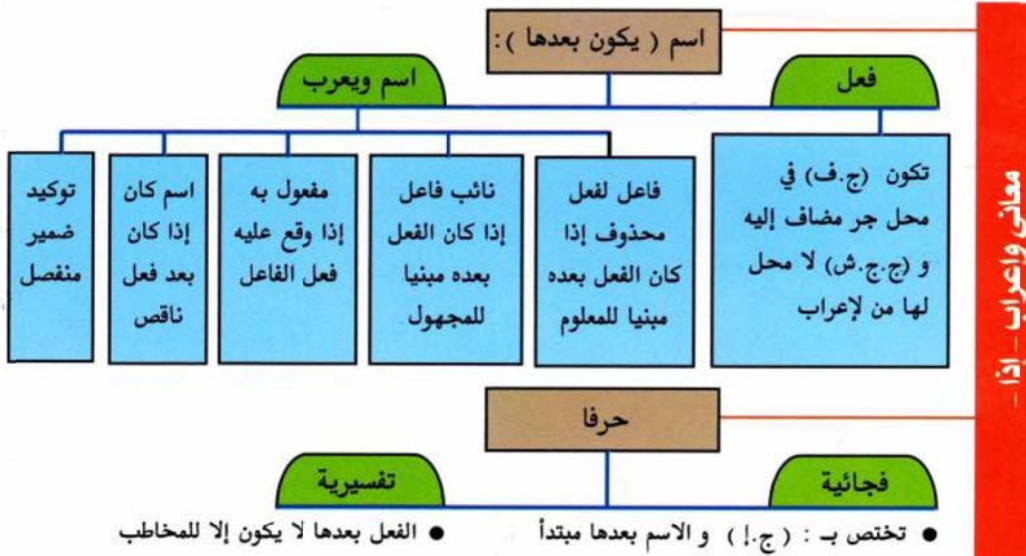 معاني وإعراب – إذا –
اسم ( يكون بعدها ):
فعل
تكون (ج.ف) في
محل جر مضاف إليه
و (ج.ج.ش) لا محل
لها من لإعراب
اسم ويعرب
فاعل لفعل
محذوف إذا
كان الفعل بعده
مبنيا للمعلوم
نائب فاعل
إذا كان الفعل
بعده مبنيا
للمجهول
مفعول به
إذا وقع عليه
فعل الفاعل
اسم كان
إذا كان
بعد فعل
ناقص
توكيد
ضمير
منفصل
حرفا
فجائية
● تختص بـ : ( ج.إ ) و الاسم بعدها مبتدأ
تفسيرية
● الفعل بعدها لا يكون إلا للمخاطب